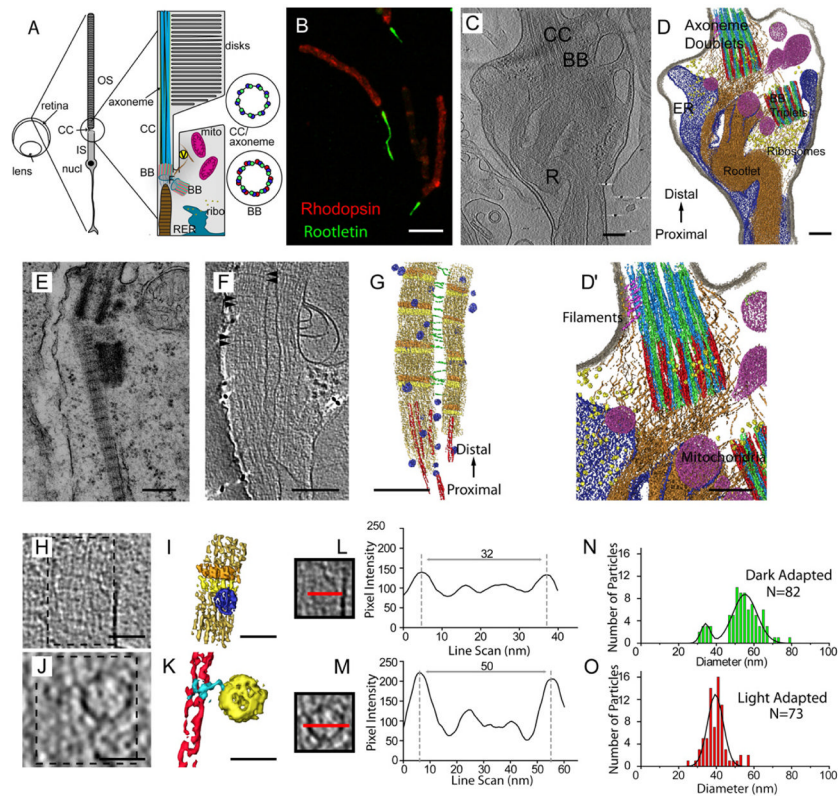 A
OS
disks
axoneme
retina
CC
CC
mito
CC/
axoneme
IS
nucl
BB
lens
BB
ribo
RER
BB
B
Rhodopsin
Rootletin
C
CC
BB
R
D
Axoneme
Doublets
ER
BB
Triplets
Ribosomes
Rootlet
Distal
Proximal
E
F
G
Distal
Proximal
D'
Filaments
Mitochondria
H
I
J
K
L
Pixel Intensity
250
200
150
100
50
0
32
0 10 20 30 40
Line Scan (nm)
M
Pixel Intensity
250
200
150
100
50
0
50
0 10 20 30 40 50 60
Line Scan (nm)
N
Number of Particles
16
12
8
4
0
Dark Adapted
N=82
0 20 40 60 80 100
Diameter (nm)
O
Number of Particles
16
12
8
4
0
Light Adapted
N=73
0 20 40 60 80 100
Diameter (nm)